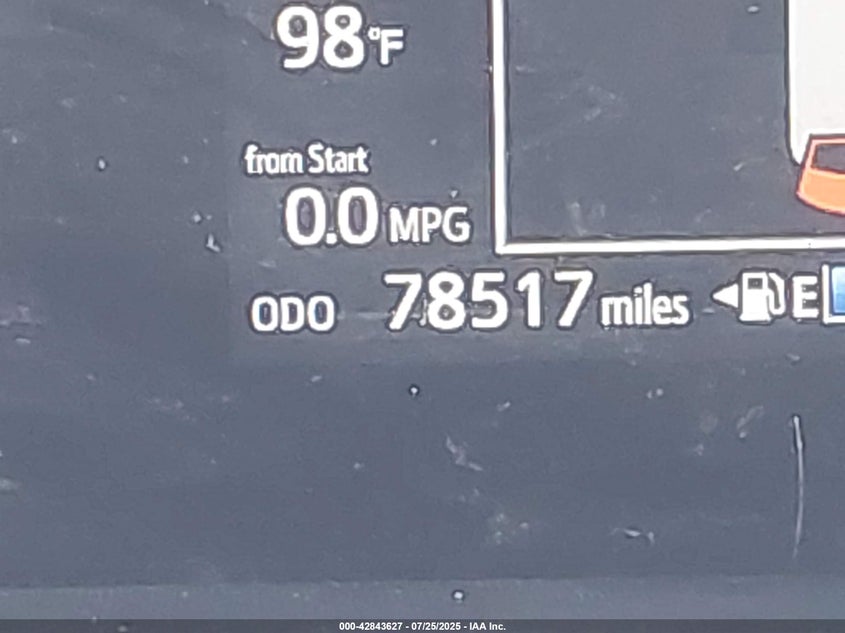 98°F
from Start
0.0 MPG
ODO 78517 miles E
000-42843627 - 07/25/2025 - IAA Inc.